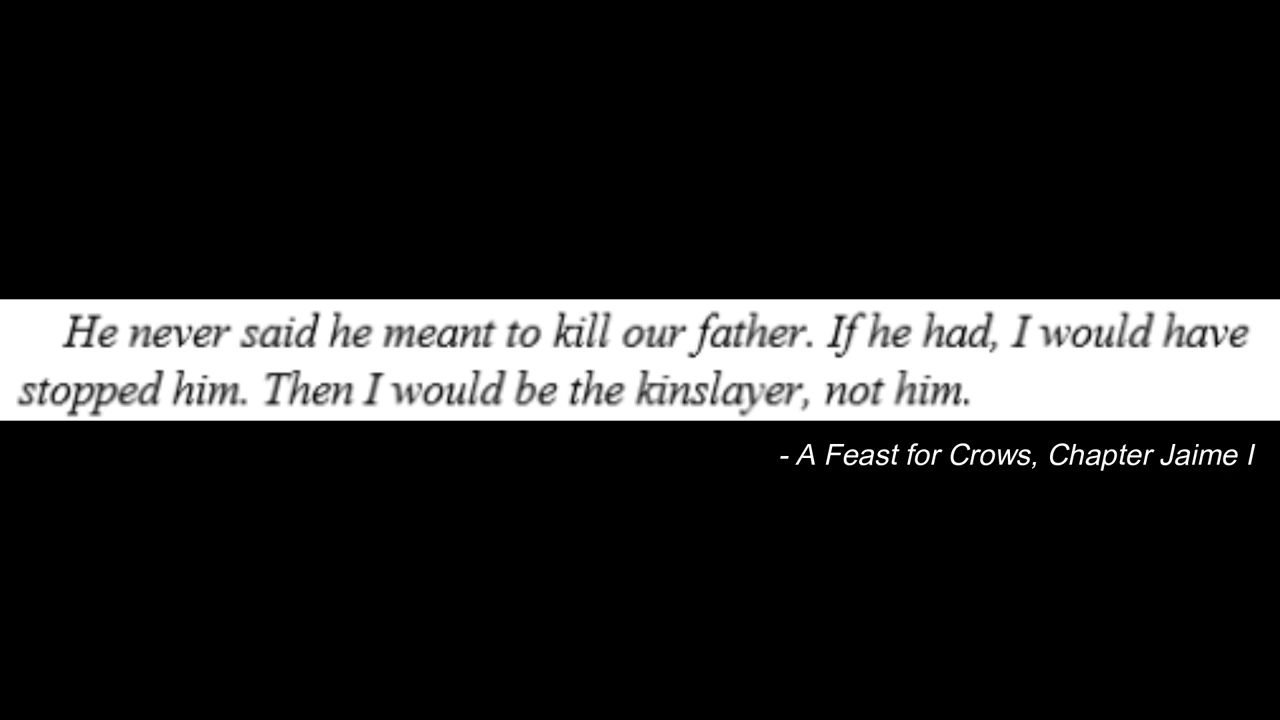 He never said he meant to kill our father. If he had, I would have
stopped him. Then I would be the kinslayer, not him.
- A Feast for Crows, Chapter Jaime I